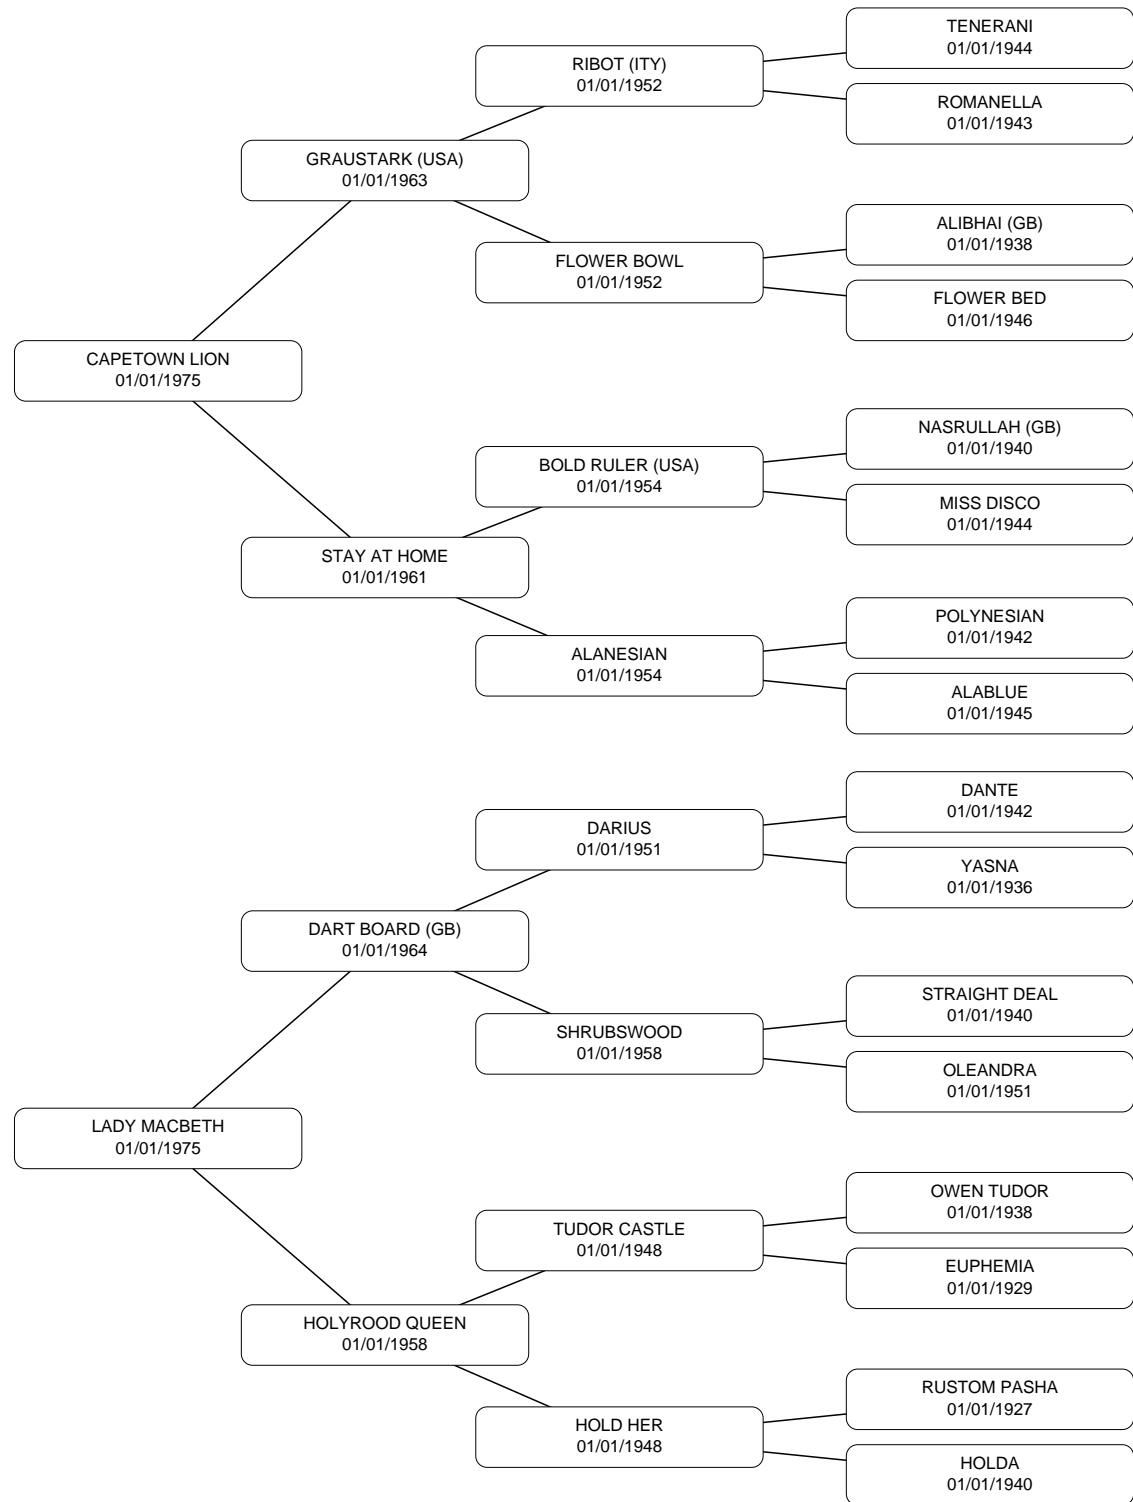 TENERANI
01/01/1944
RIBOT (ITY)
01/01/1952
ROMANELLA
01/01/1943
GRAUSTARK (USA)
01/01/1963
ALIBHAI (GB)
01/01/1938
FLOWER BOWL
01/01/1952
FLOWER BED
01/01/1946
CAPETOWN LION
01/01/1975
NASRULLAH (GB)
01/01/1940
BOLD RULER (USA)
01/01/1954
MISS DISCO
01/01/1944
STAY AT HOME
01/01/1961
POLYNESIAN
01/01/1942
ALANESIAN
01/01/1954
ALABLUE
01/01/1945
DANTE
01/01/1942
DARIUS
01/01/1951
YASNA
01/01/1936
DART BOARD (GB)
01/01/1964
STRAIGHT DEAL
01/01/1940
SHRUBSWOOD
01/01/1958
OLEANDRA
01/01/1951
LADY MACBETH
01/01/1975
OWEN TUDOR
01/01/1938
TUDOR CASTLE
01/01/1948
EUPHEMIA
01/01/1929
HOLYROOD QUEEN
01/01/1958
RUSTOM PASHA
01/01/1927
HOLD HER
01/01/1948
HOLDA
01/01/1940